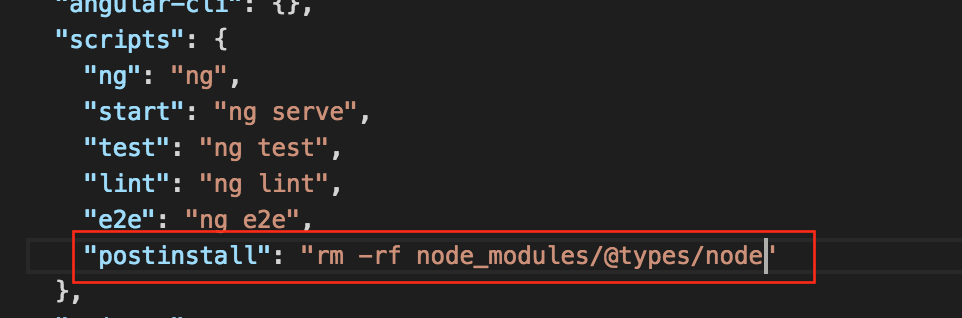 "angular-cli": {},
"scripts": {
"ng": "ng",
"start": "ng serve",
"test": "ng test",
"lint": "ng lint",
"e2e": "ng e2e",
"postinstall": "rm -rf node_modules/@types/node"
},